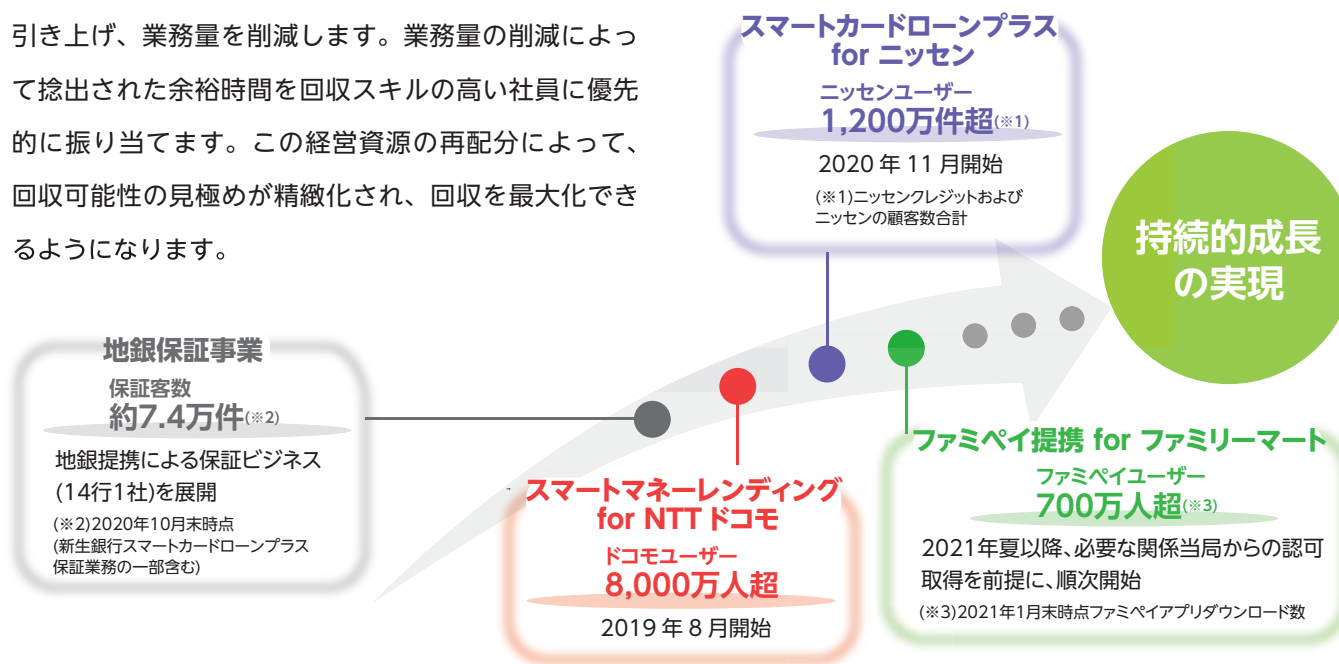 引き上げ、業務量を削減します。業務量の削減によっ
て捻出された余裕時間を回収スキルの高い社員に優先
的に振り当てます。この経営資源の再配分によって、
回収可能性の見極めが精緻化され、回収を最大化でき
るようになります。
スマートカードローンプラス
for ニッセン
ニッセンユーザー
1,200万件超(※1)
2020 年 11 月開始
(※1)ニッセンクレジットおよび
ニッセンの顧客数合計
持続的成長
の実現
地銀保証事業
保証客数
約7.4万件(※2)
地銀提携による保証ビジネス
(14行1社)を展開
(※2)2020年10月末時点
(新生銀行スマートカードローンプラス
保証業務の一部含む)
スマートマネーレンディング
for NTTドコモ
ドコモユーザー
8,000万人超
2019 年 8 月開始
ファミペイ提携 for ファミリーマート
ファミペイユーザー
700万人超(※3)
2021年夏以降、必要な関係当局からの認可
取得を前提に、順次開始
(※3)2021年1月末時点ファミペイアプリダウンロード数